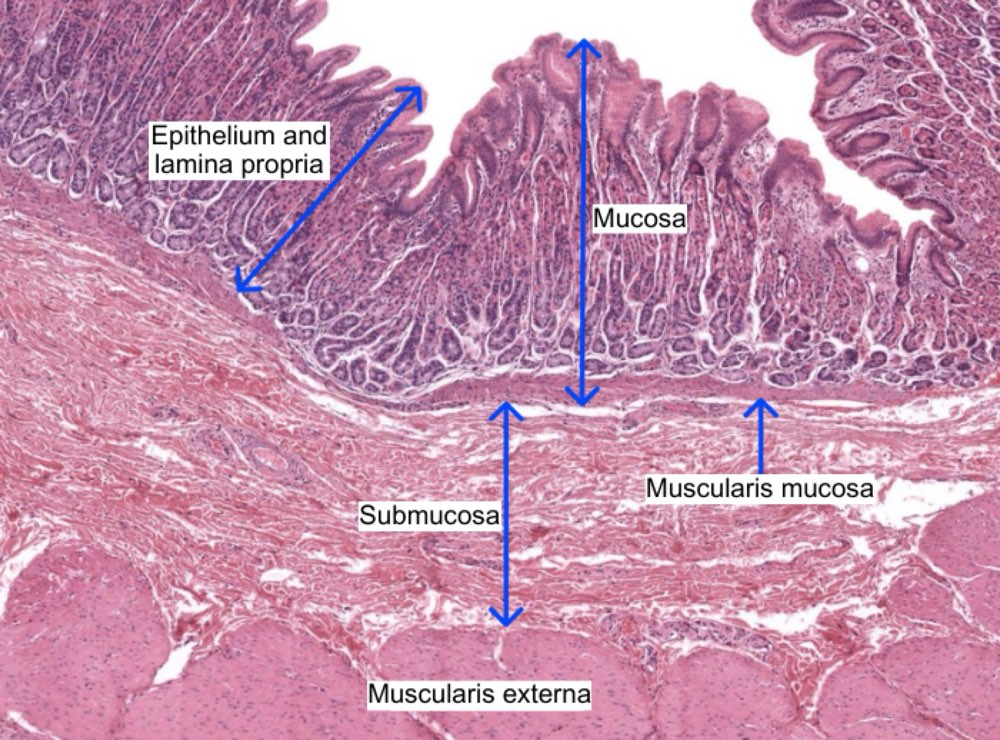 Epithelium and
lamina propria
Mucosa
Muscularis mucosa
Submucosa
Muscularis externa